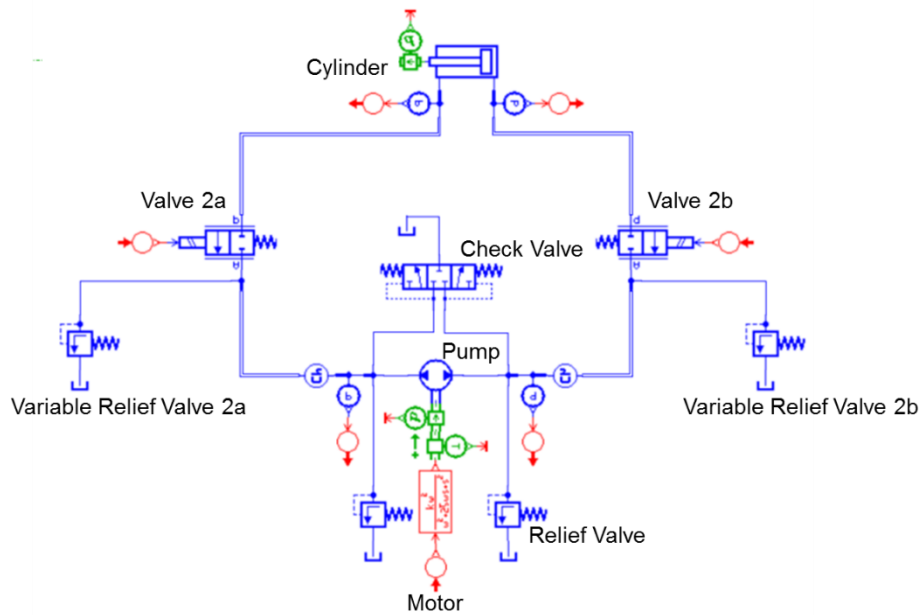 Cylinder
Valve 2a
Valve 2b
Check Valve
Pump
Variable Relief Valve 2a
Variable Relief Valve 2b
Relief Valve
Motor